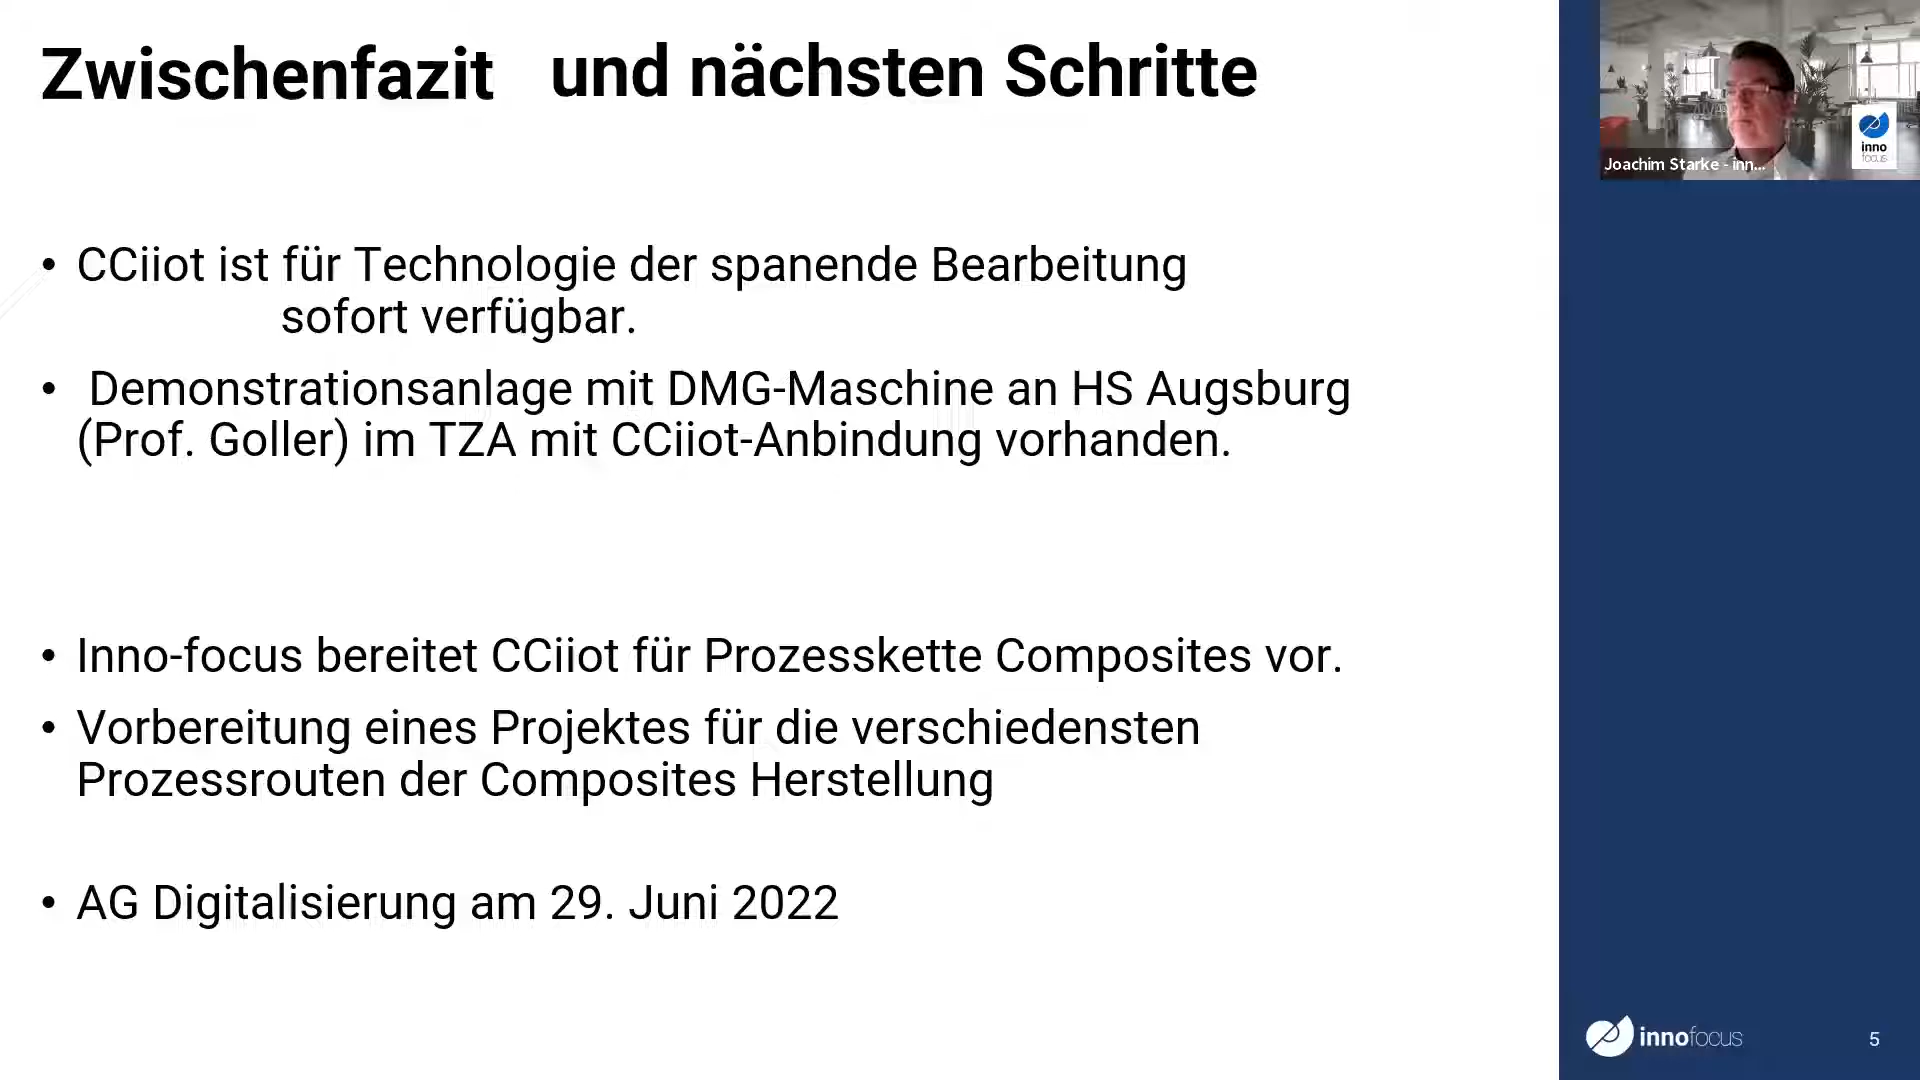 Zwischenfazit und nächsten Schritte
• CCiiot ist für Technologie der spanende Bearbeitung
sofort verfügbar.
• Demonstrationsanlage mit DMG-Maschine an HS Augsburg
(Prof. Goller) im TZA mit CCiiot-Anbindung vorhanden.
• Inno-focus bereitet CCiiot für Prozesskette Composites vor.
• Vorbereitung eines Projektes für die verschiedensten
Prozessrouten der Composites Herstellung
• AG Digitalisierung am 29. Juni 2022
inno
focus
Joachim Starke - inn...
innofocus
5